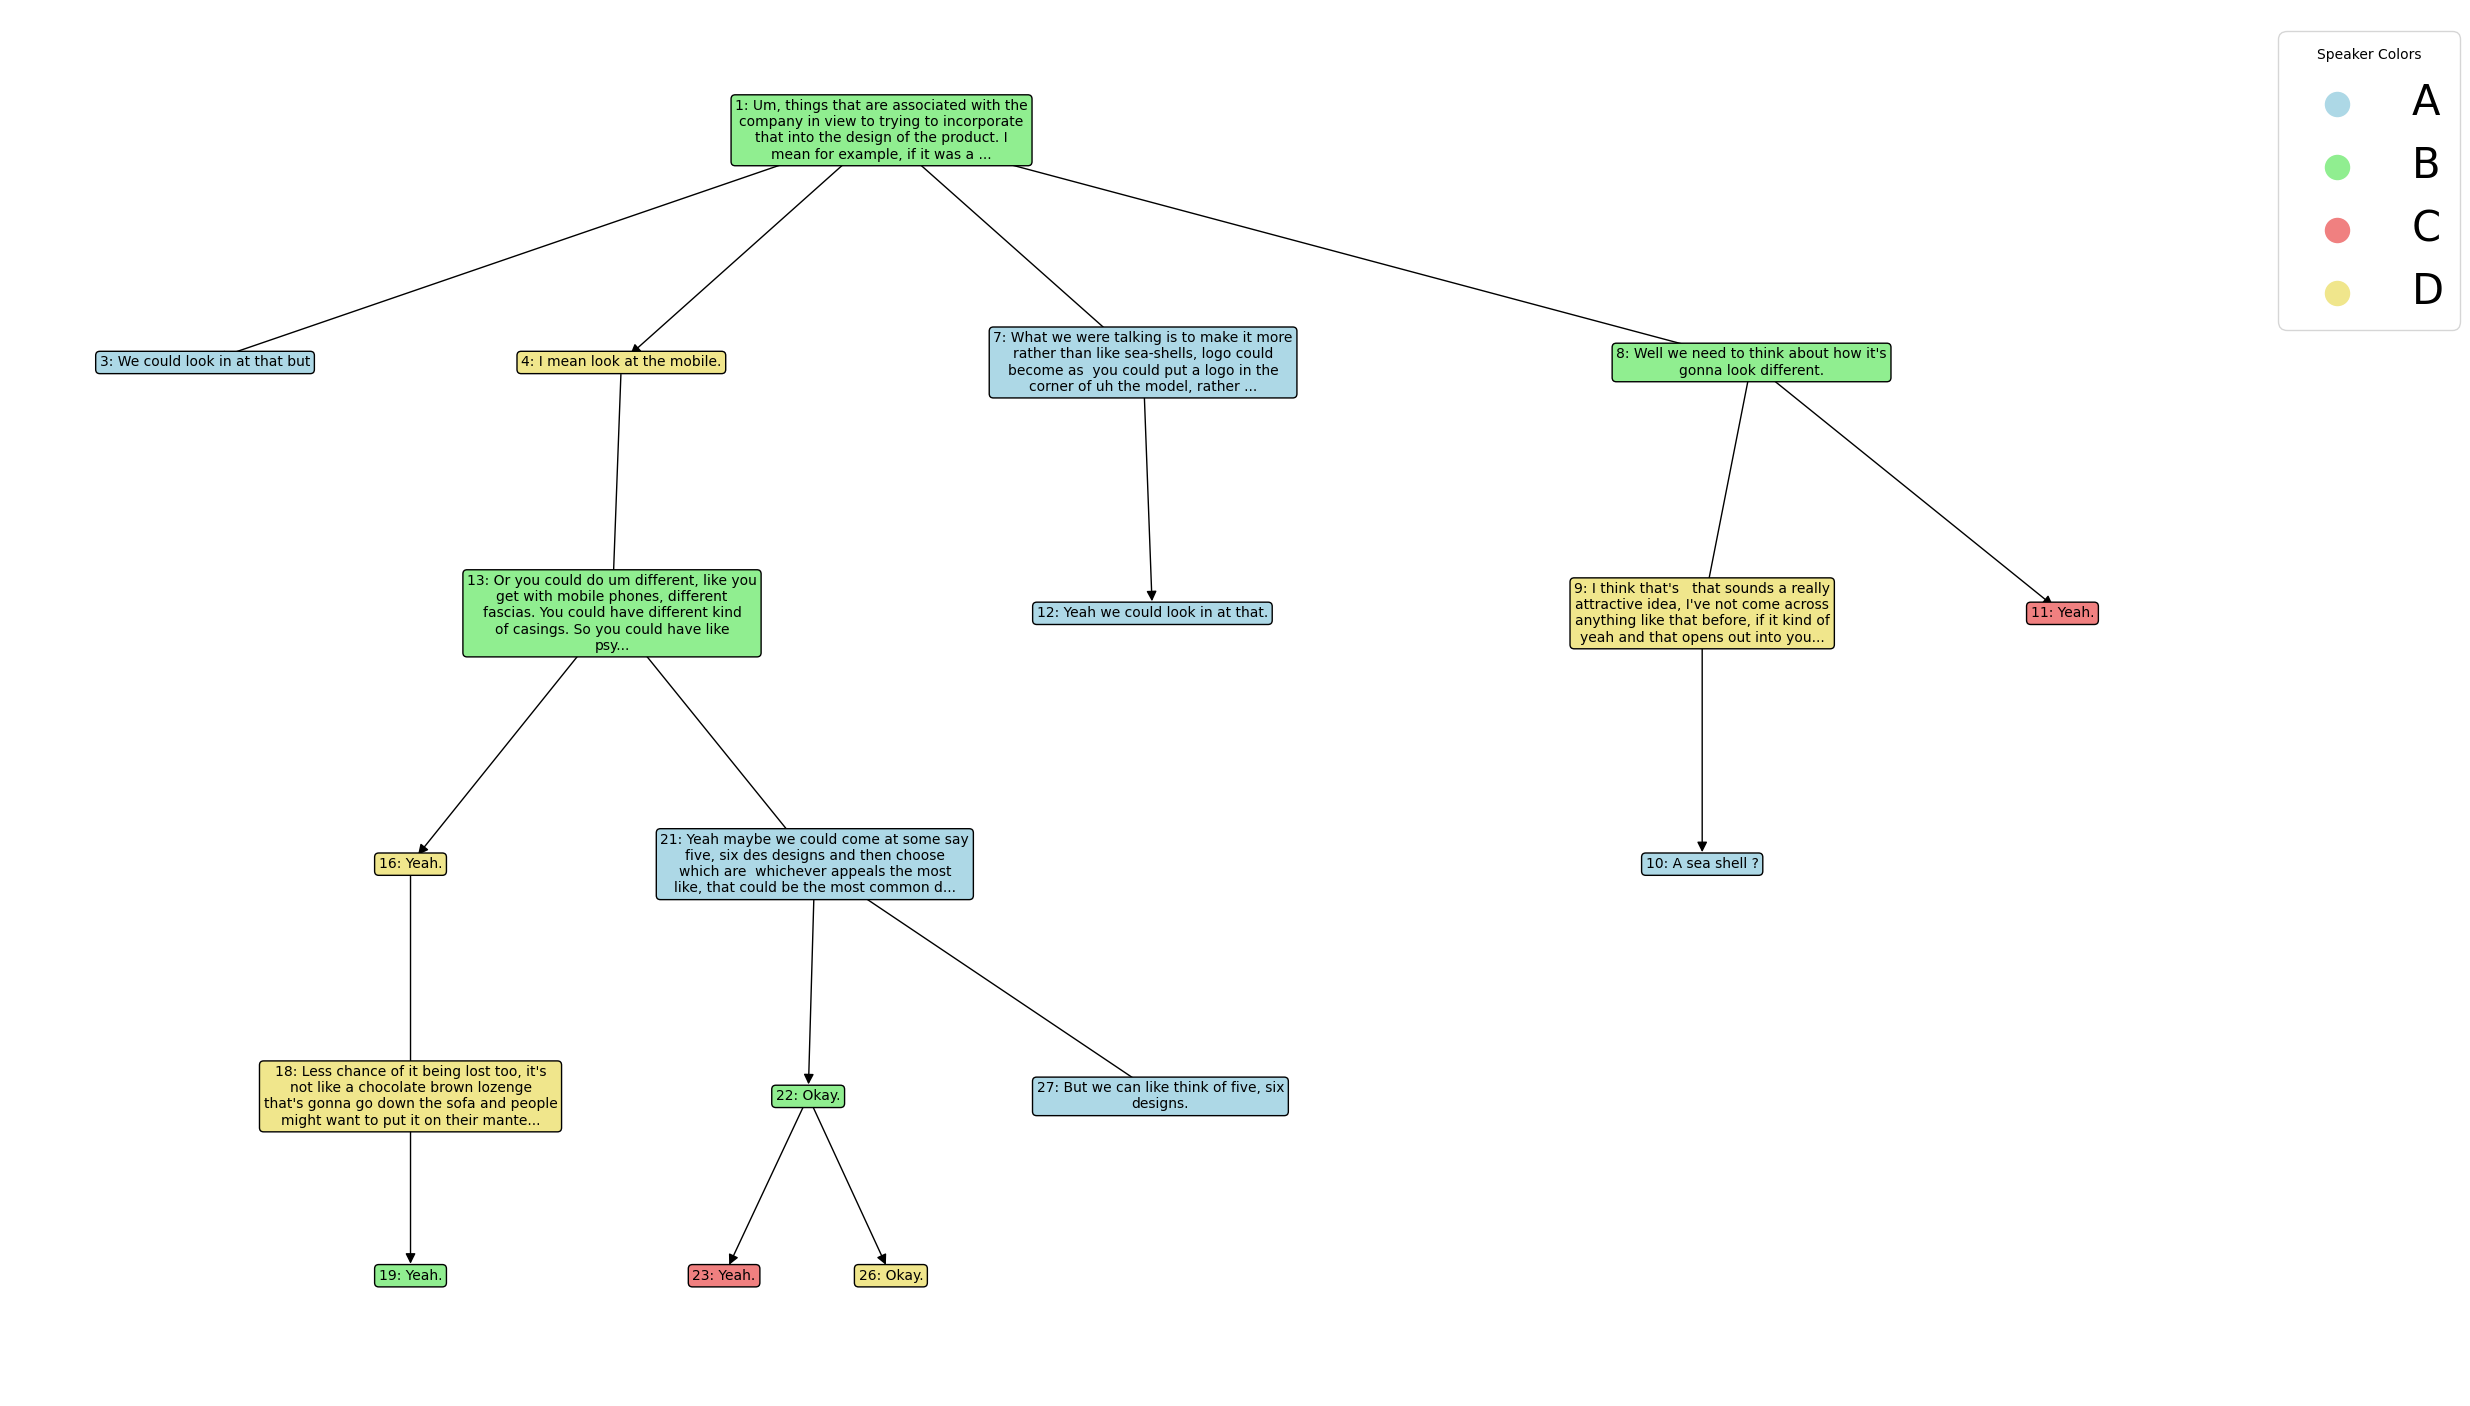 Speaker Colors
A
B
C
D
1: Um, things that are associated with the
company in view to trying to incorporate
that into the design of the product. I
mean for example, if it was a ...
3: We could look in at that but
4: I mean look at the mobile.
7: What we were talking is to make it more
rather than like sea-shells, logo could
become as  you could put a logo in the
corner of uh the model, rather ...
8: Well we need to think about how it's
gonna look different.
13: Or you could do um different, like you
get with mobile phones, different
fascias. You could have different kind
of casings. So you could have like
psy...
12: Yeah we could look in at that.
9: I think that's   that sounds a really
attractive idea, I've not come across
anything like that before, if it kind of
yeah and that opens out into you...
11: Yeah.
16: Yeah.
21: Yeah maybe we could come at some say
five, six des designs and then choose
which are  whichever appeals the most
like, that could be the most common d...
10: A sea shell ?
18: Less chance of it being lost too, it's
not like a chocolate brown lozenge
that's gonna go down the sofa and people
might want to put it on their mante...
22: Okay.
27: But we can like think of five, six
designs.
19: Yeah.
23: Yeah.
26: Okay.